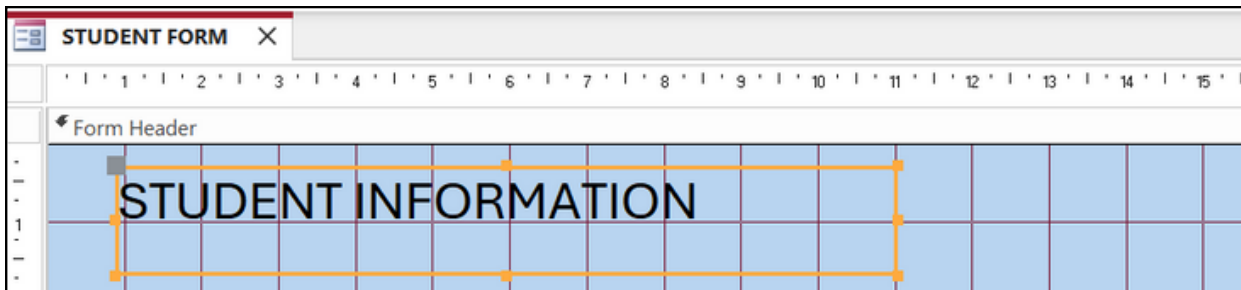 STUDENT FORM
1 2 3 4 5 6 7 8 9 10 11 12 13 14 15
Form Header
STUDENT INFORMATION
1